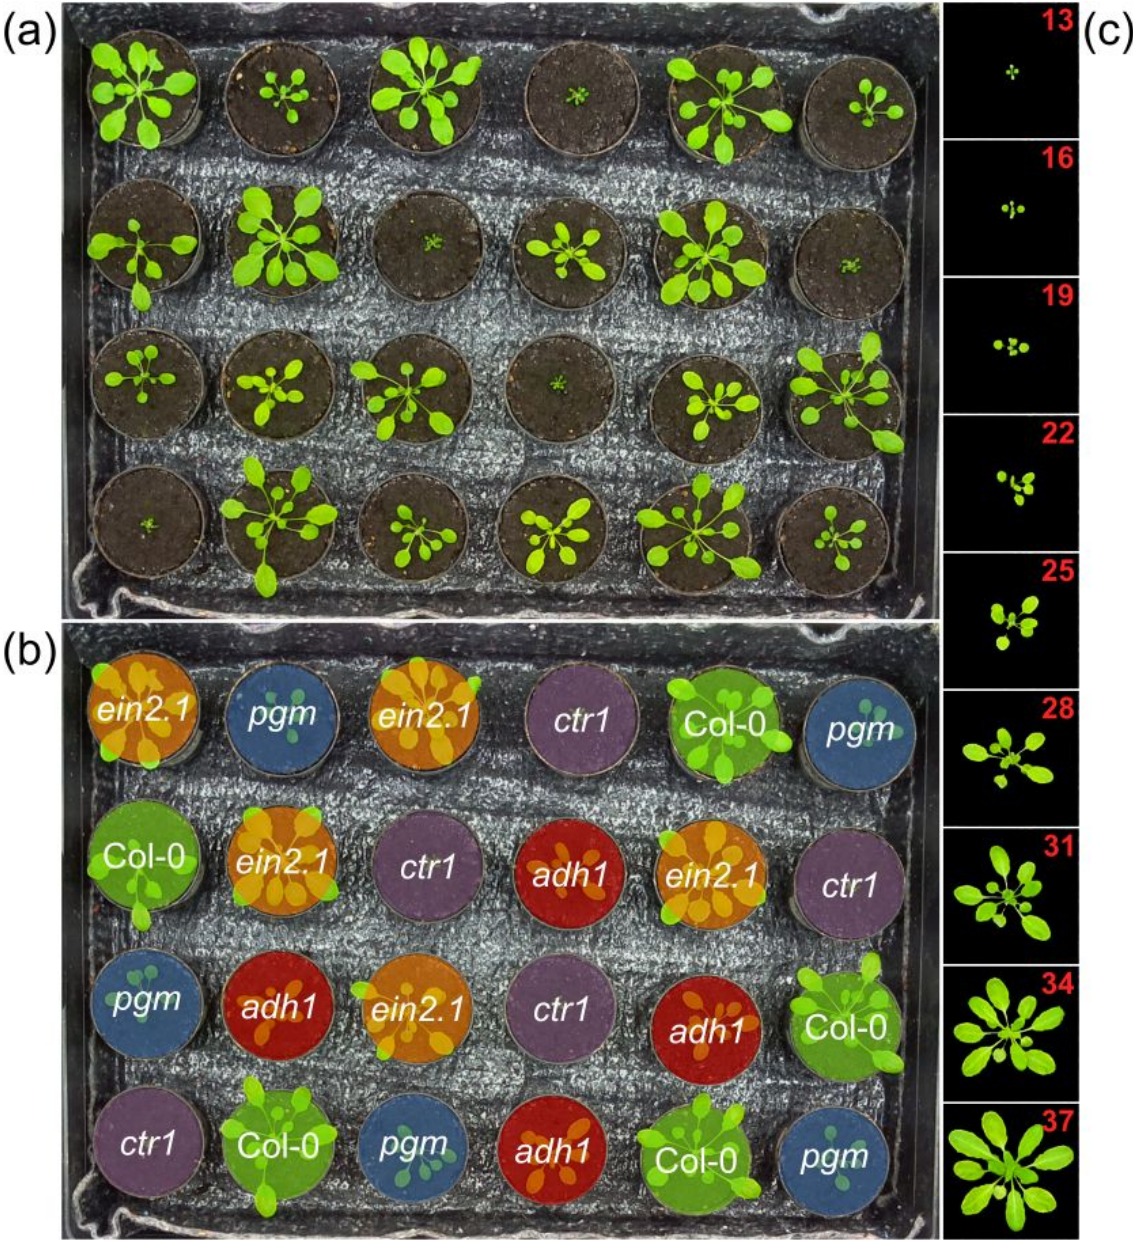 (a)
13
(c)
16
19
22
25
28
31
34
37
(b)
ein2.1 pgm ein2.1 ctr1 Col-0 pgm
Col-0 ein2.1 ctr1 adh1 ein2.1 ctr1
pgm adh1 ein2.1 ctr1 adh1 Col-0
ctr1 Col-0 pgm adh1 Col-0 pgm